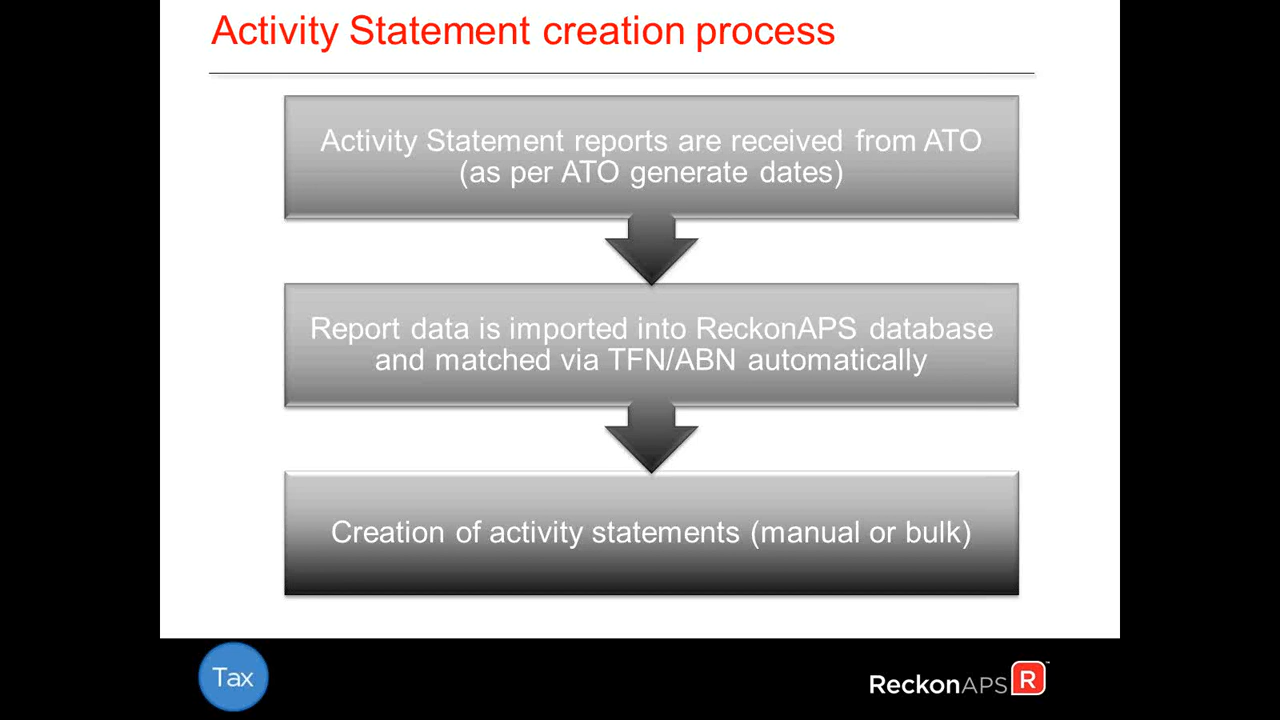 Activity Statement creation process
Activity Statement reports are received from ATO
(as per ATO generate dates)
Report data is imported into ReckonAPS database
and matched via TFN/ABN automatically
Creation of activity statements (manual or bulk)
Tax
ReckonAPS R